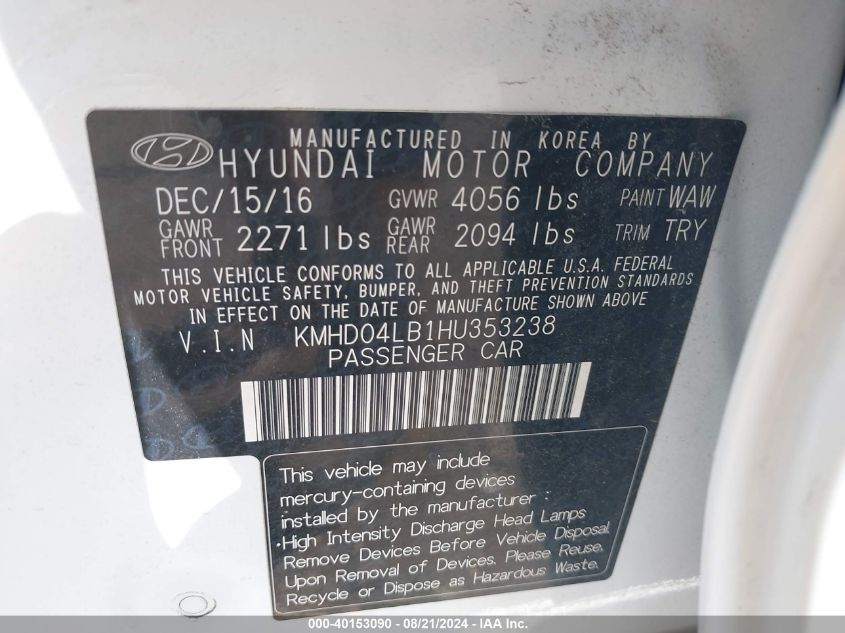 MANUFACTURED IN KOREA BY
HYUNDAI MOTOR COMPANY
DEC/15/16 GVWR 4056 lbs PAINT WAW
GAWR FRONT 2271 lbs GAWR REAR 2094 lbs TRIM TRY
THIS VEHICLE CONFORMS TO ALL APPLICABLE U.S.A. FEDERAL
MOTOR VEHICLE SAFETY, BUMPER, AND THEFT PREVENTION STANDARDS
IN EFFECT ON THE DATE OF MANUFACTURE SHOWN ABOVE
V.I.N KMHD04LB1HU353238
PASSENGER CAR
This vehicle may include
mercury-containing devices
installed by the manufacturer :
·High Intensity Discharge Head Lamps
Remove Devices Before Vehicle Disposal.
Upon Removal of Devices. Please Reuse.
Recycle or Dispose as Hazardous Waste.
000-40153090 - 08/21/2024 - IAAI.com